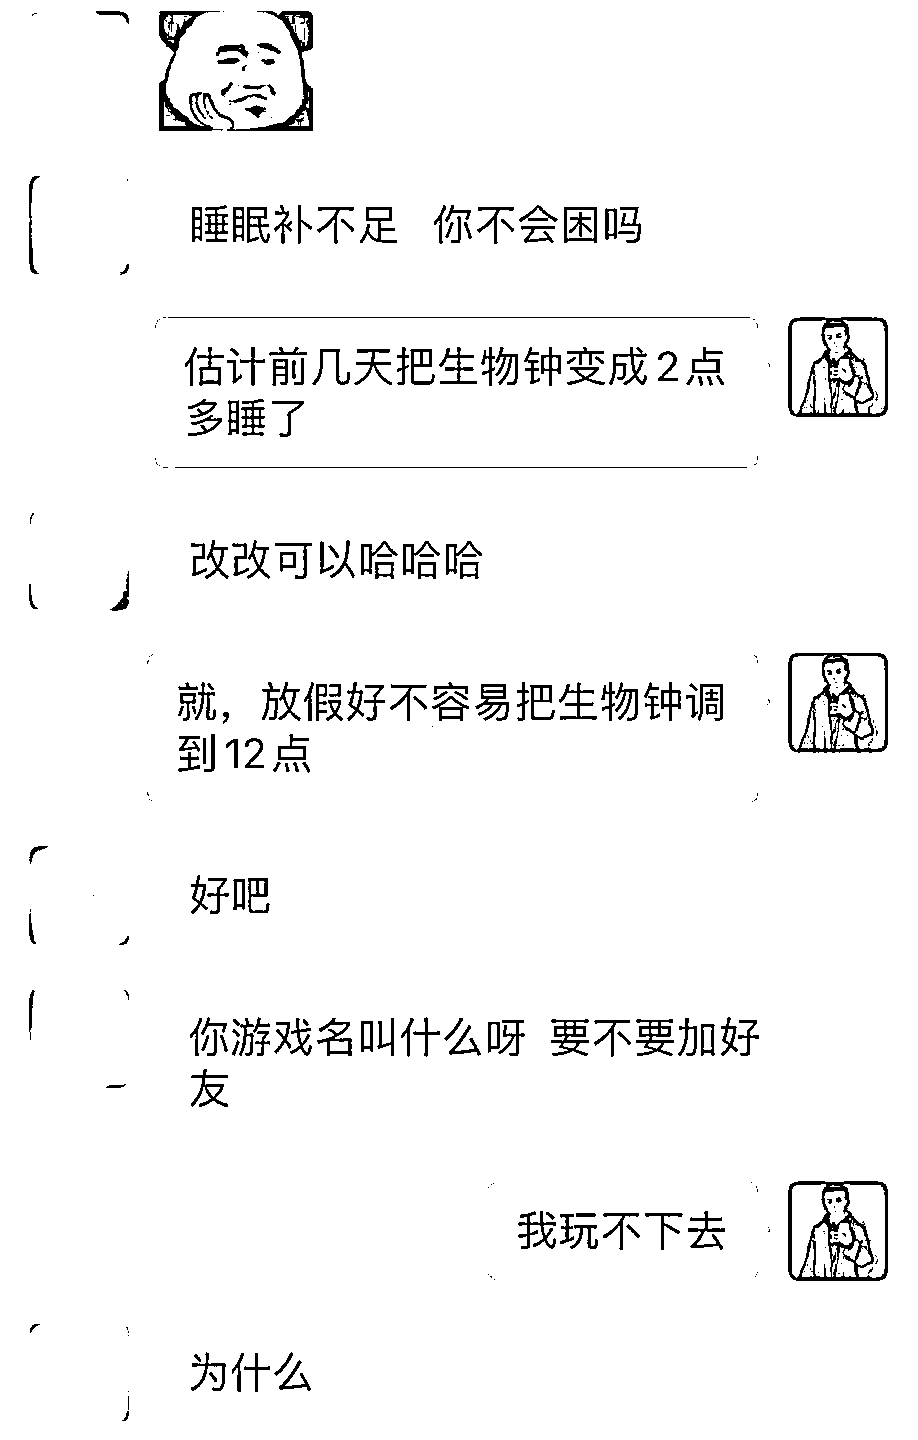 睡眠补不足 你不会困吗
估计前几天把生物钟变成2点
多睡了
改改可以哈哈哈
就，放假好不容易把生物钟调
到12点
好吧
你游戏名叫什么呀 要不要加好
友
我玩不下去
为什么